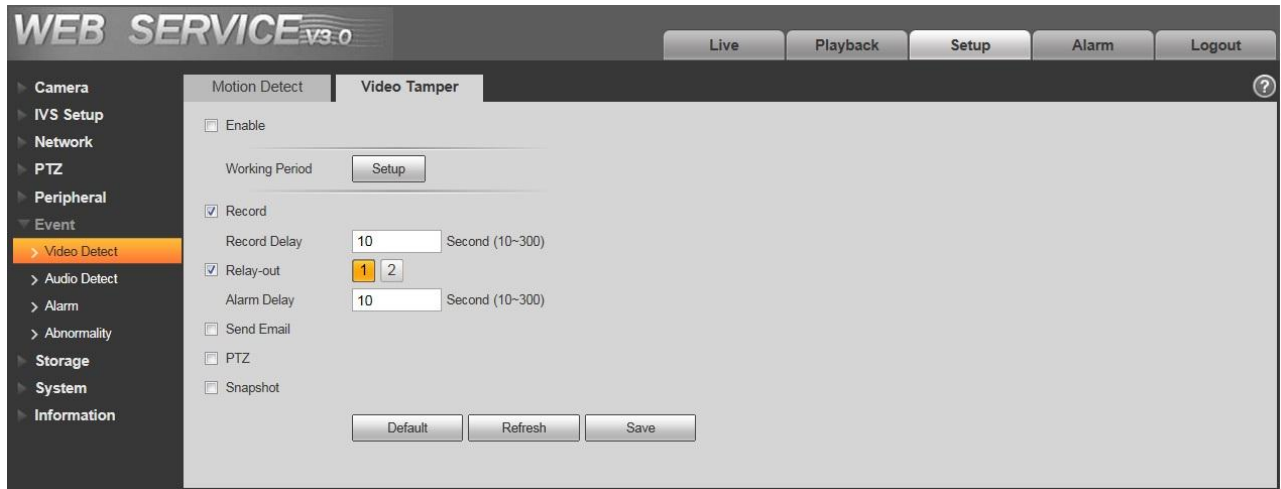 WEB SERVICE V3.0
Live Playback Setup Alarm Logout
Camera
IVS Setup
Network
PTZ
Peripheral
Event
Video Detect
Audio Detect
Alarm
Abnormality
Storage
System
Information
Motion Detect Video Tamper
?
Enable
Working Period Setup
Record
Record Delay 10 Second (10~300)
Relay-out 1 2
Alarm Delay 10 Second (10~300)
Send Email
PTZ
Snapshot
Default Refresh Save